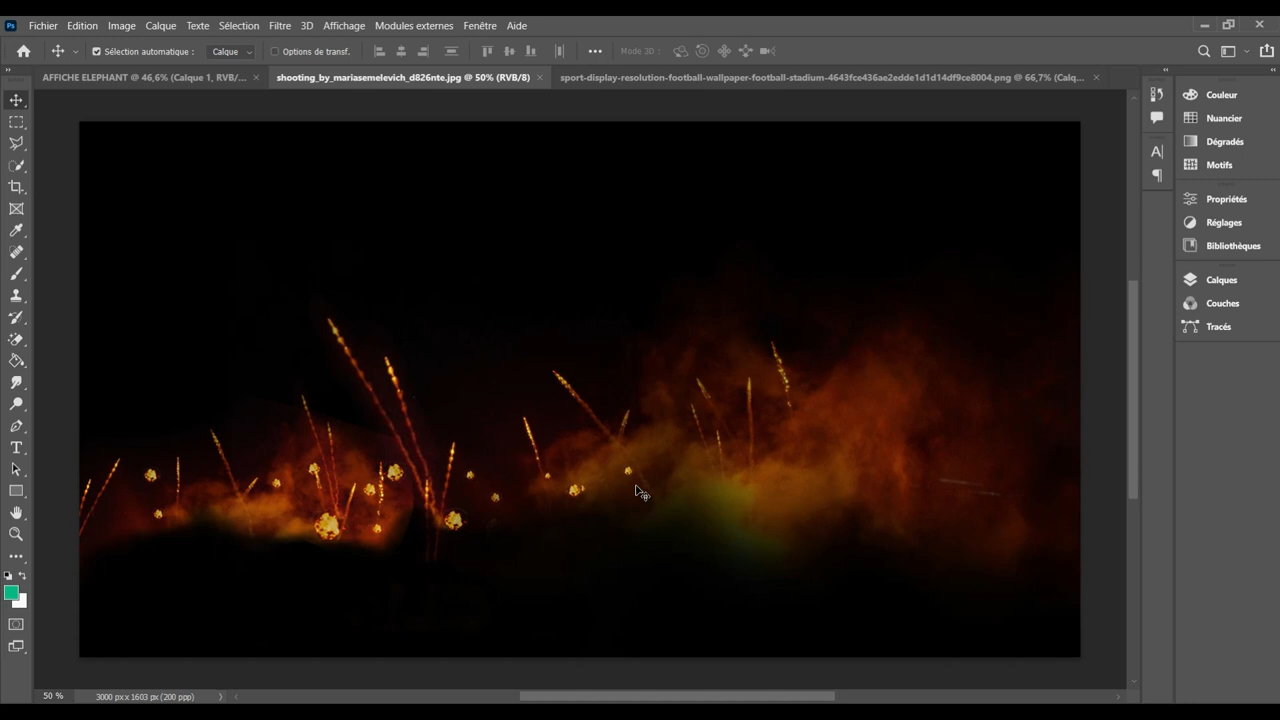 Ps Fichier Edition Image Calque Texte Sélection Filtre 3D Affichage Modules externes Fenêtre Aide
Sélection automatique : Calque Options de transf. ••• Mode 3D :
AFFICHE ELEPHANT @ 46,6% (Calque 1, RVB/... × shooting_by_mariasemelevich_d826nte.jpg @ 50% (RVB/8) × sport-display-resolution-football-wallpaper-football-stadium-4643fce436ae2edde1d1d14df9ce8004.png @ 66,7% (Calq... ×
Couleur
Nuancier
Dégradés
Motifs
Propriétés
Réglages
Bibliothèques
Calques
Couches
Tracés
50 % 3000 px x 1603 px (200 ppp)